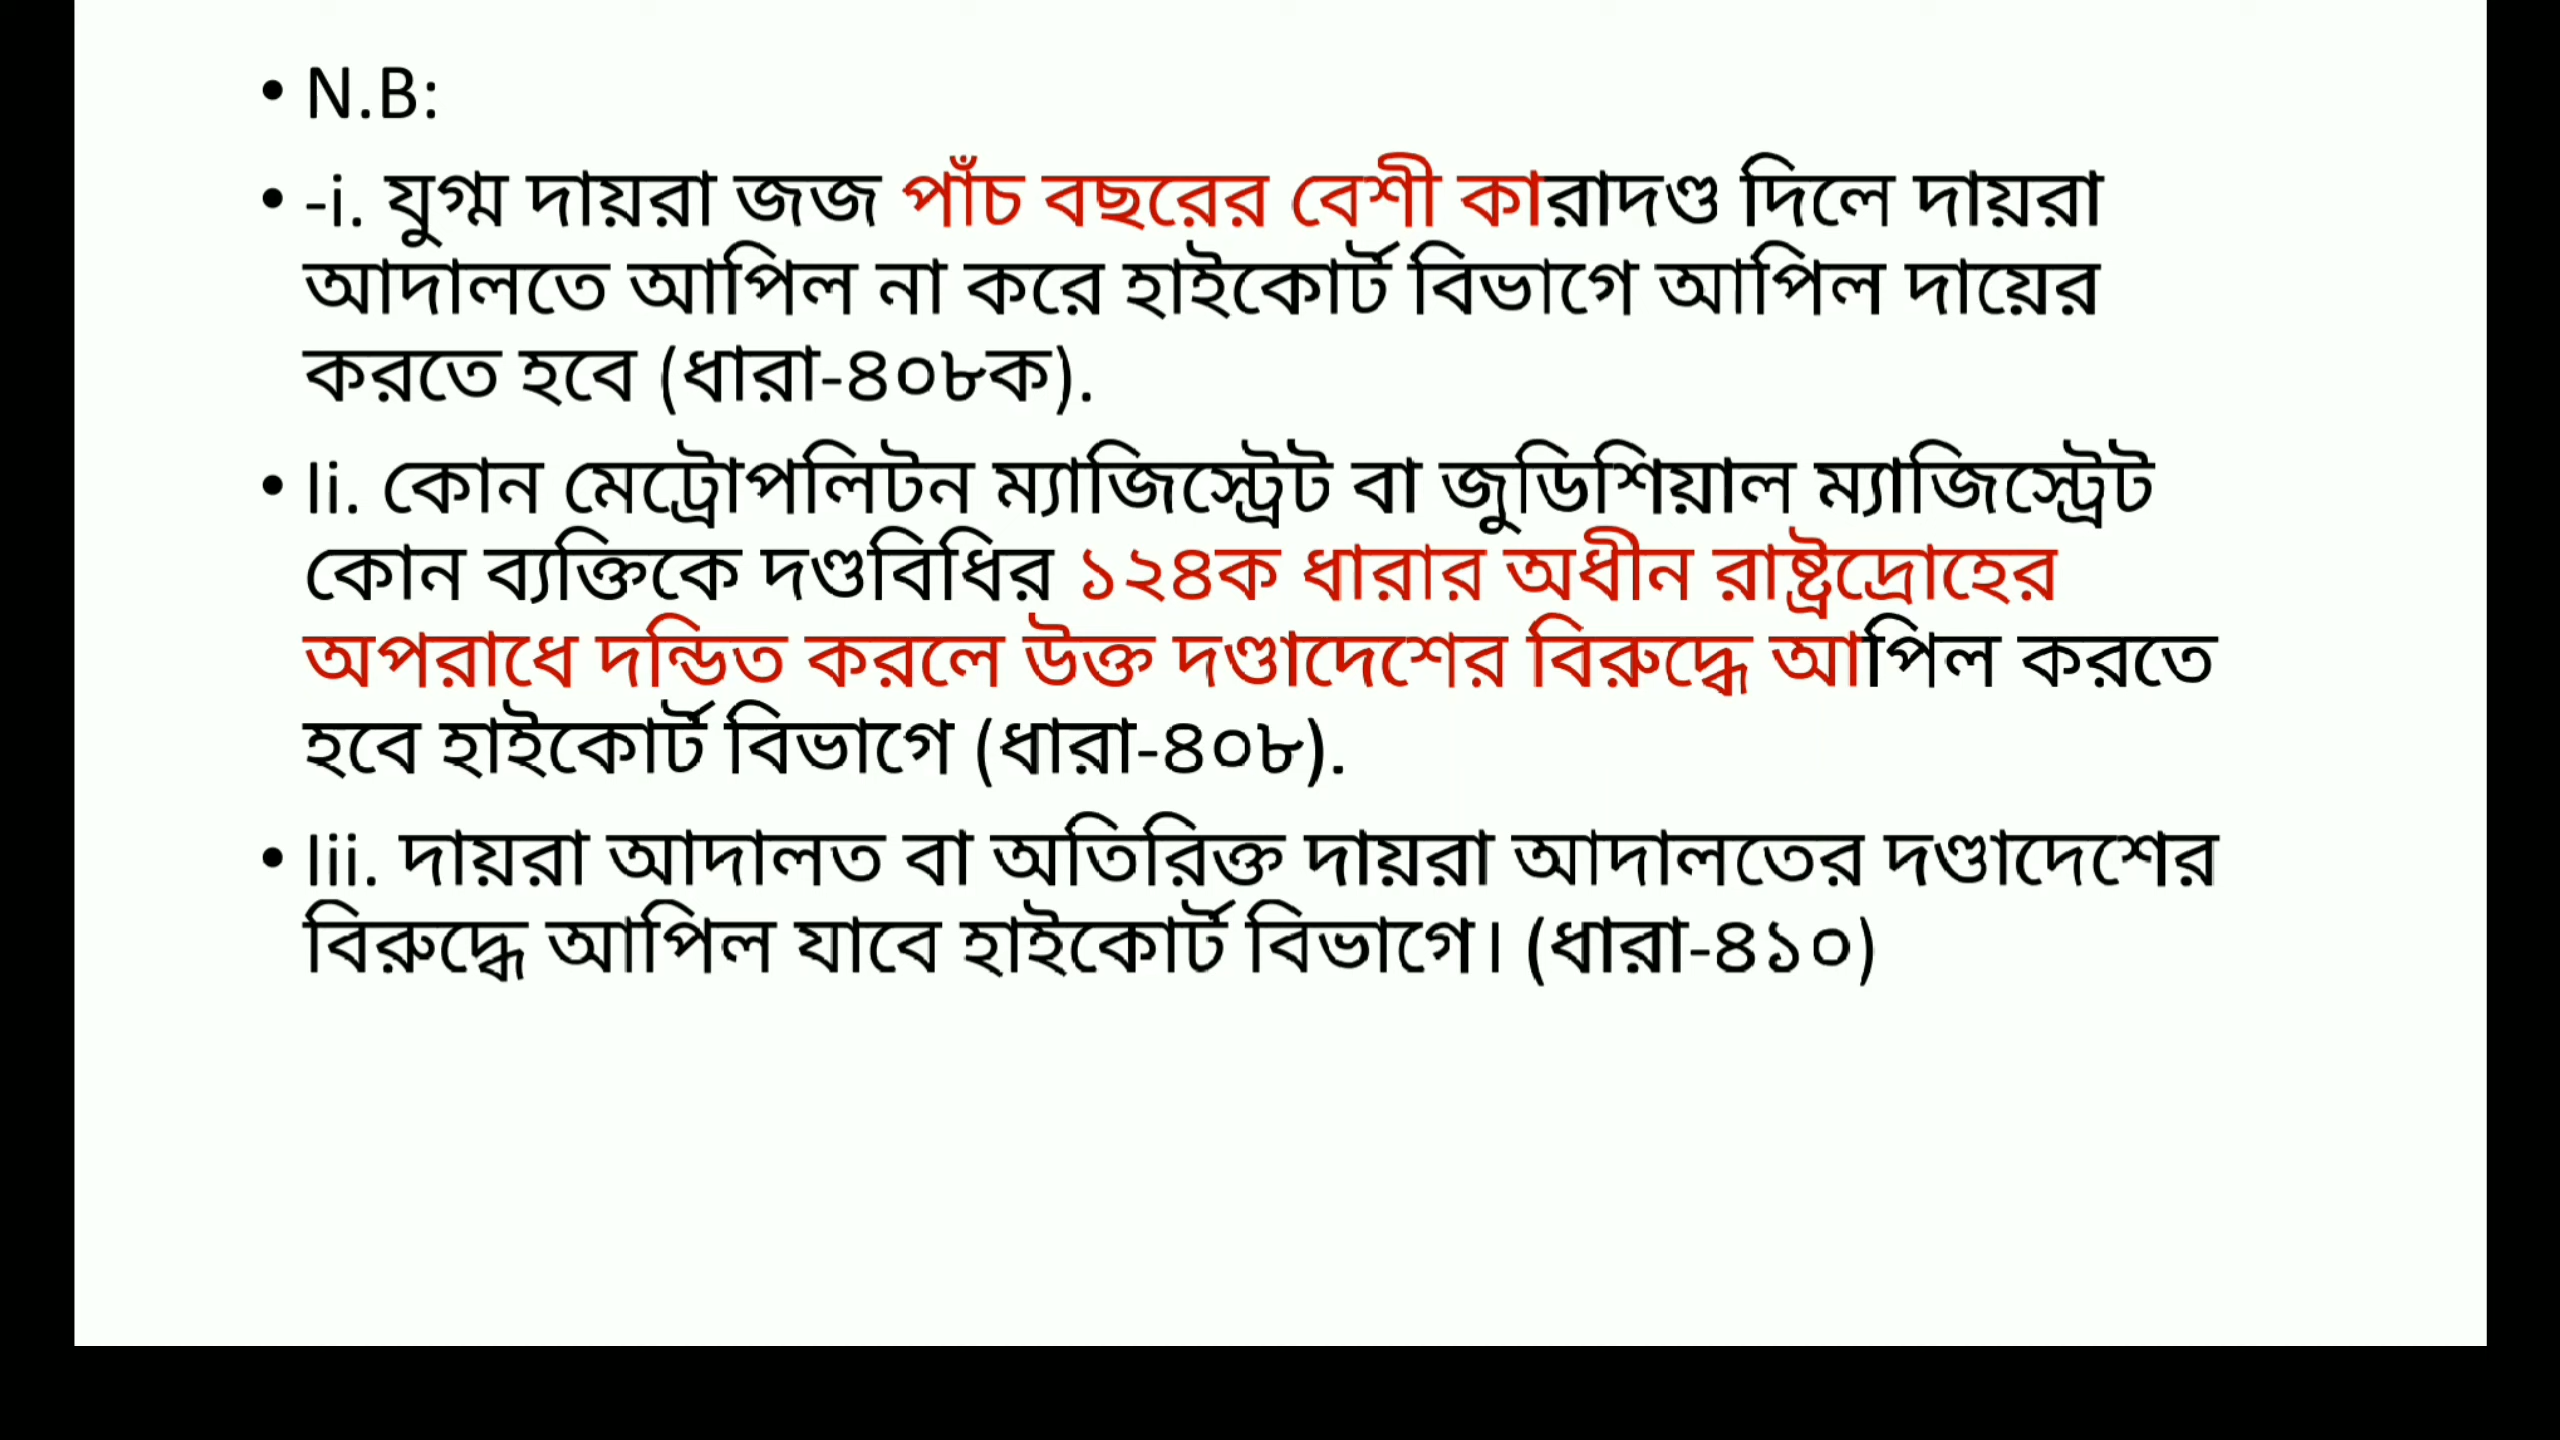 • N.B:
• -i. যুগ্ম দায়রা জজ পাঁচ বছরের বেশী কারাদণ্ড দিলে দায়রা
আদালতে আপিল না করে হাইকোর্ট বিভাগে আপিল দায়ের
করতে হবে (ধারা-৪০৮ক).
• Ii. কোন মেট্রোপলিটন ম্যাজিস্ট্রেট বা জুডিশিয়াল ম্যাজিস্ট্রেট
কোন ব্যক্তিকে দণ্ডবিধির ১২৪ক ধারার অধীন রাষ্ট্রদ্রোহের
অপরাধে দন্ডিত করলে উক্ত দণ্ডাদেশের বিরুদ্ধে আপিল করতে
হবে হাইকোর্ট বিভাগে (ধারা-৪০৮).
• Iii. দায়রা আদালত বা অতিরিক্ত দায়রা আদালতের দণ্ডাদেশের
বিরুদ্ধে আপিল যাবে হাইকোর্ট বিভাগে। (ধারা-৪১০)